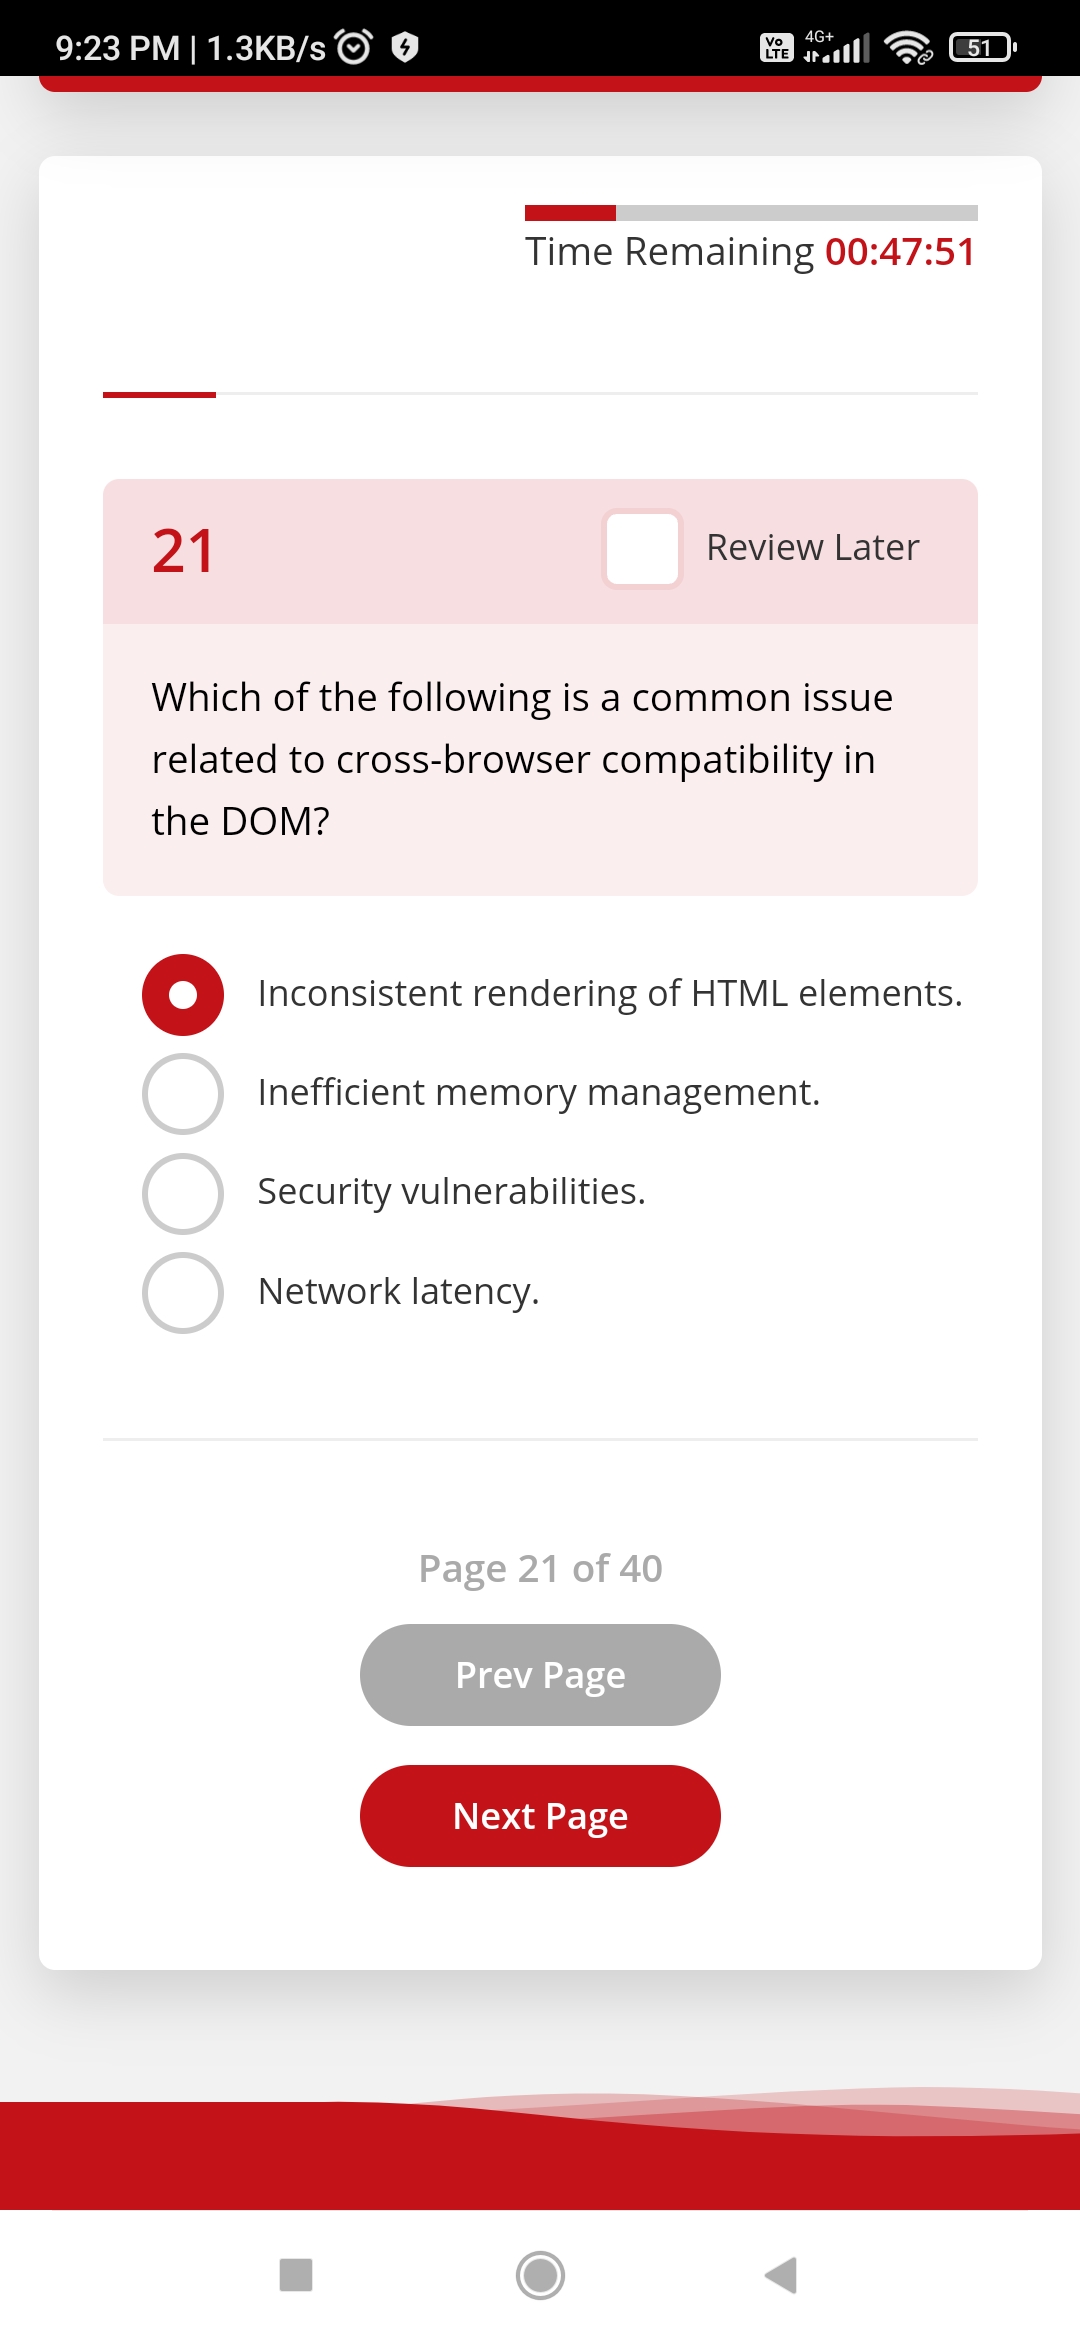 9:23 PM | 1.3KB/s Vo LTE 4G+ 51
Time Remaining 00:47:51
21 Review Later
Which of the following is a common issue
related to cross-browser compatibility in
the DOM?
Inconsistent rendering of HTML elements.
Inefficient memory management.
Security vulnerabilities.
Network latency.
Page 21 of 40
Prev Page
Next Page